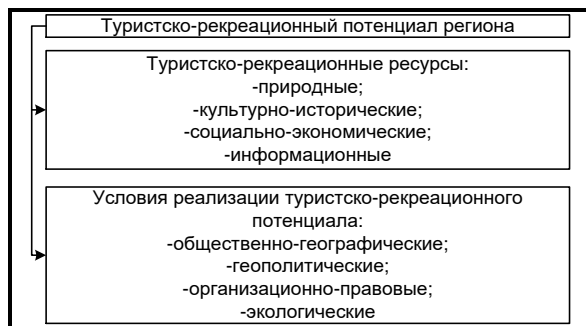 Туристско-рекреационный потенциал региона
Туристско-рекреационные ресурсы:
-природные;
-культурно-исторические;
-социально-экономические;
-информационные
Условия реализации туристско-рекреационного
потенциала:
-общественно-географические;
-геополитические;
-организационно-правовые;
-экологические